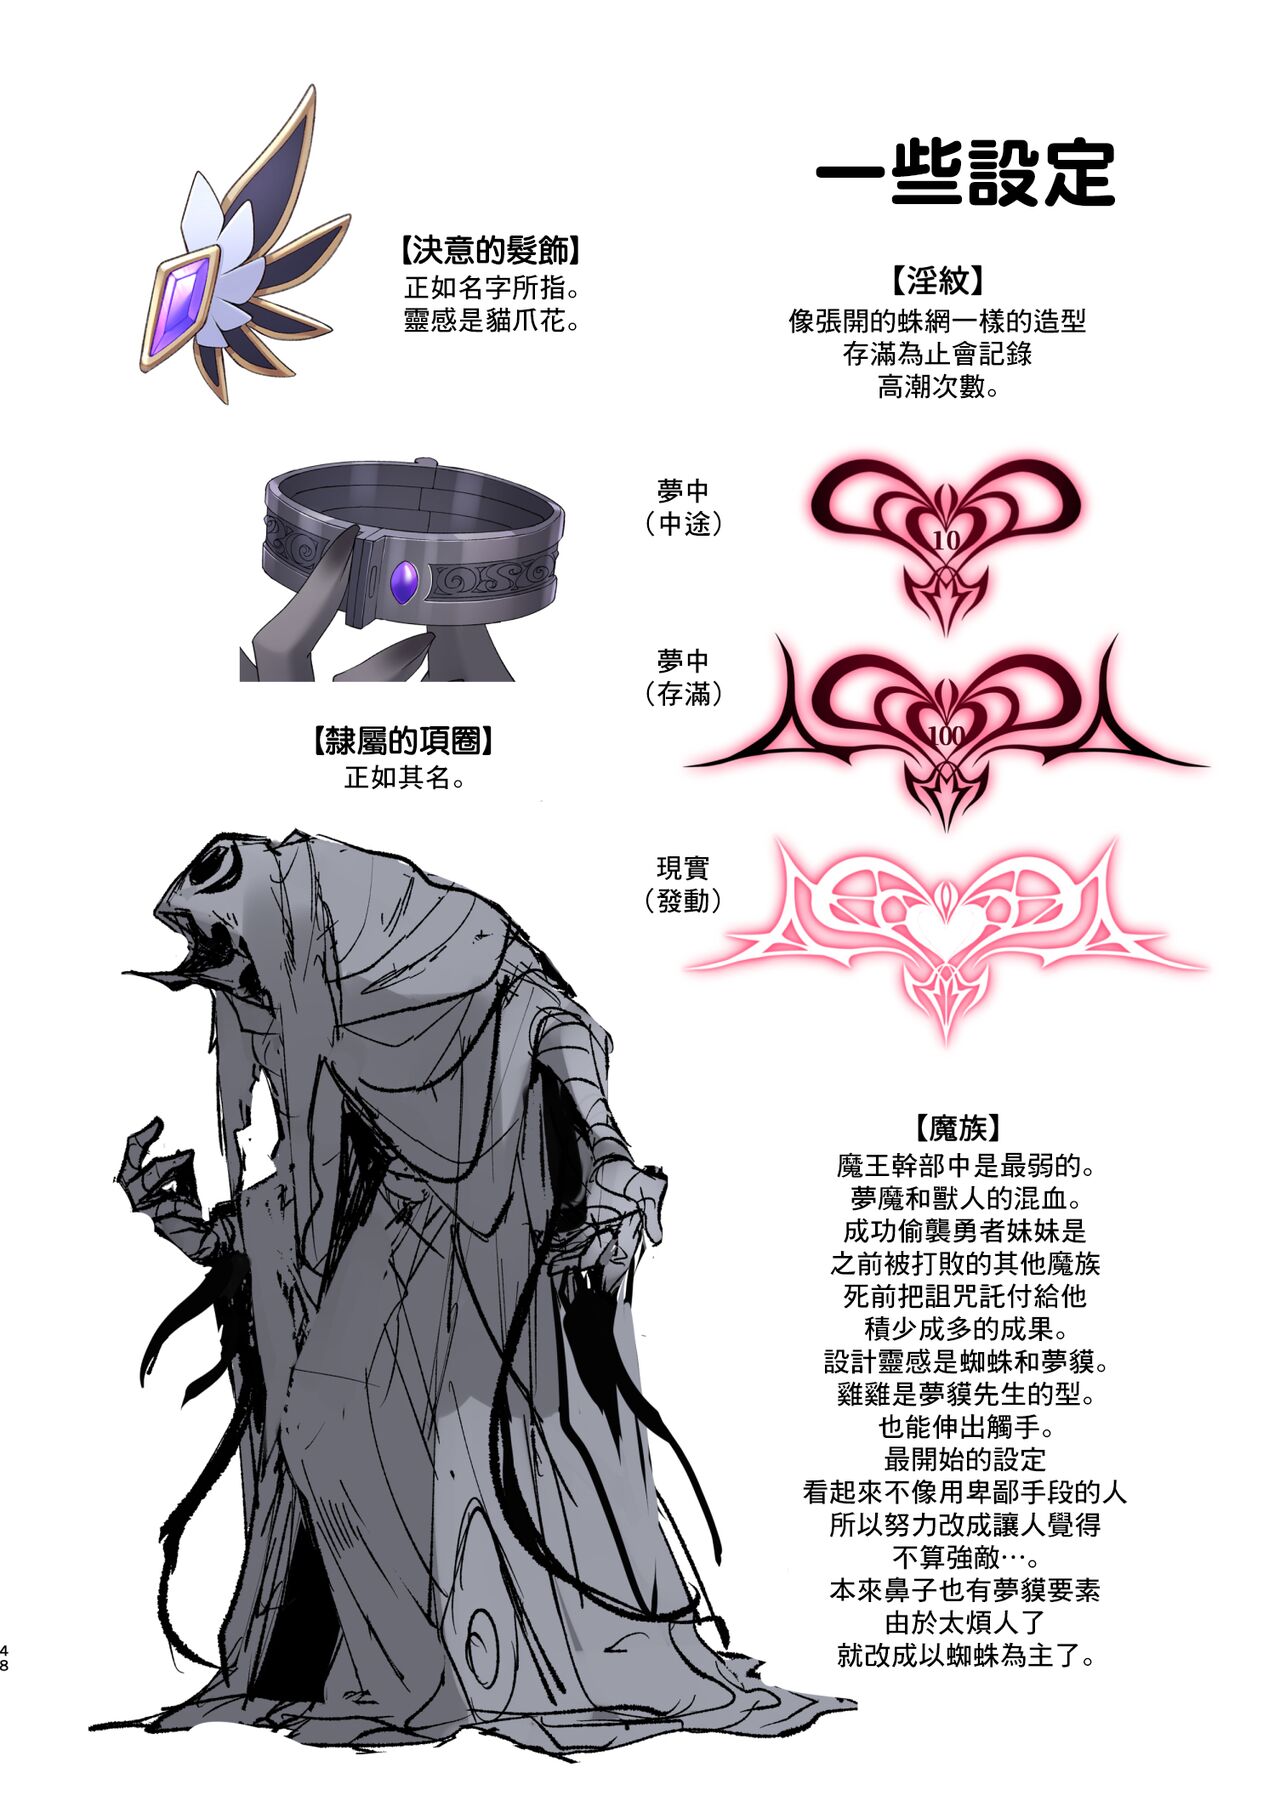 一些設定
【決意的髮飾】
正如名字所指。
靈感是貓爪花。
【淫紋】
像張開的蛛網一樣的造型
存滿為止會記錄
高潮次數。
夢中
（中途）
10
夢中
（存滿）
100
【隸屬的項圈】
正如其名。
現實
（發動）
【魔族】
魔王幹部中是最弱的。
夢魔和獸人的混血。
成功偷襲勇者妹妹是
之前被打敗的其他魔族
死前把詛咒託付給他
積少成多的成果。
設計靈感是蜘蛛和夢貘。
雞雞是夢貘先生的型。
也能伸出觸手。
最開始的設定
看起來不像用卑鄙手段的人
所以努力改成讓人覺得
不算強敵…。
本來鼻子也有夢貘要素
由於太煩人了
就改成以蜘蛛為主了。
48